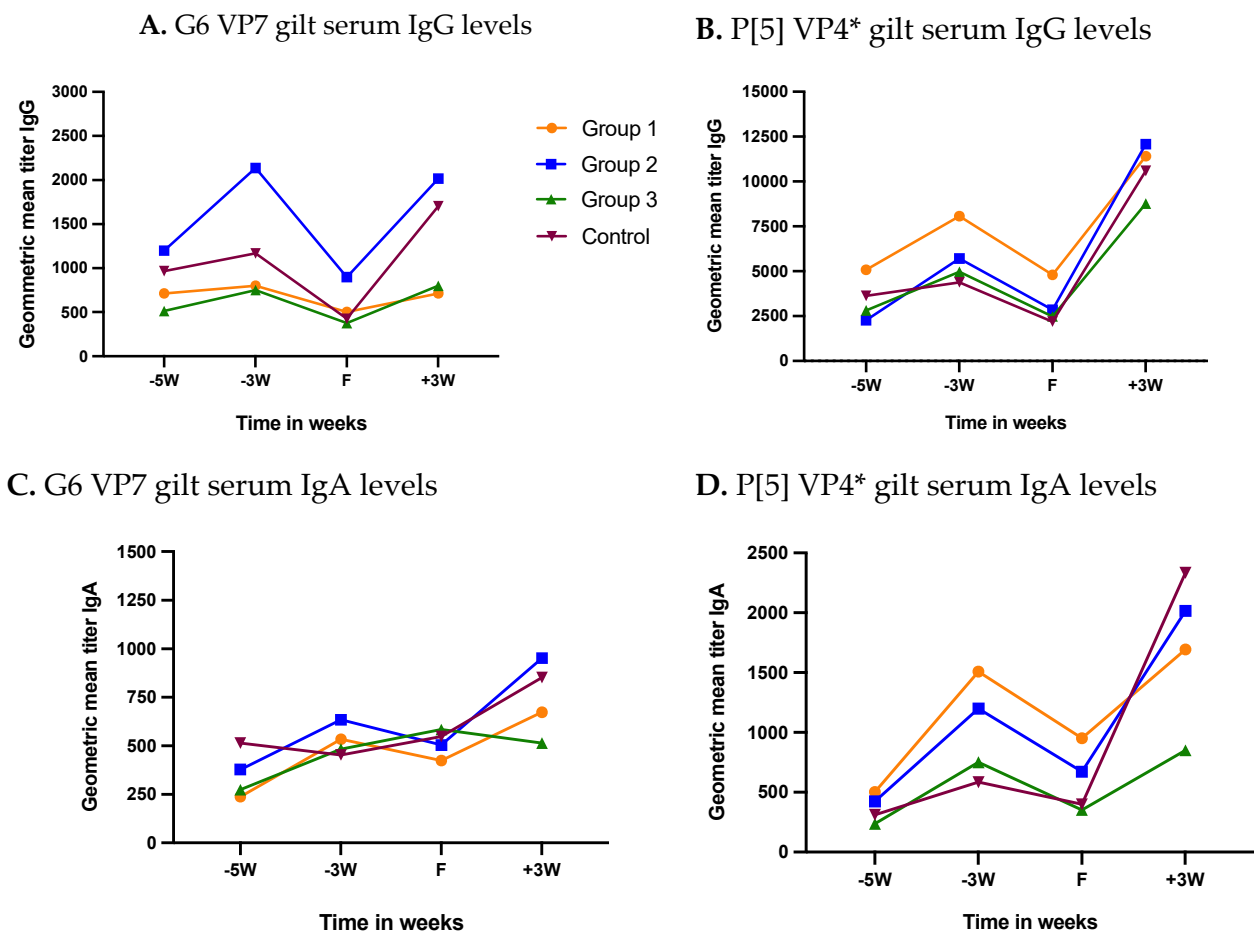 A. G6 VP7 gilt serum IgG levels
Geommetric mean titer IgG
3000
2500
2000
1500
1000
500
0
-5W -3W F +3W
Time in weeks
Group 1
Group 2
Group 3
Control
B. P[5] VP4* gilt serum IgG levels
Geometric mean titer IgG
15000
12500
10000
7500
5000
2500
0
-5W -3W F +3W
Time in weeks
C. G6 VP7 gilt serum IgA levels
Geometric mean titer IgA
1500
1250
1000
750
500
250
0
-5W -3W F +3W
Time in weeks
D. P[5] VP4* gilt serum IgA levels
Geometric mean titer IgA
2500
2000
1500
1000
500
0
-5W -3W F +3W
Time in weeks